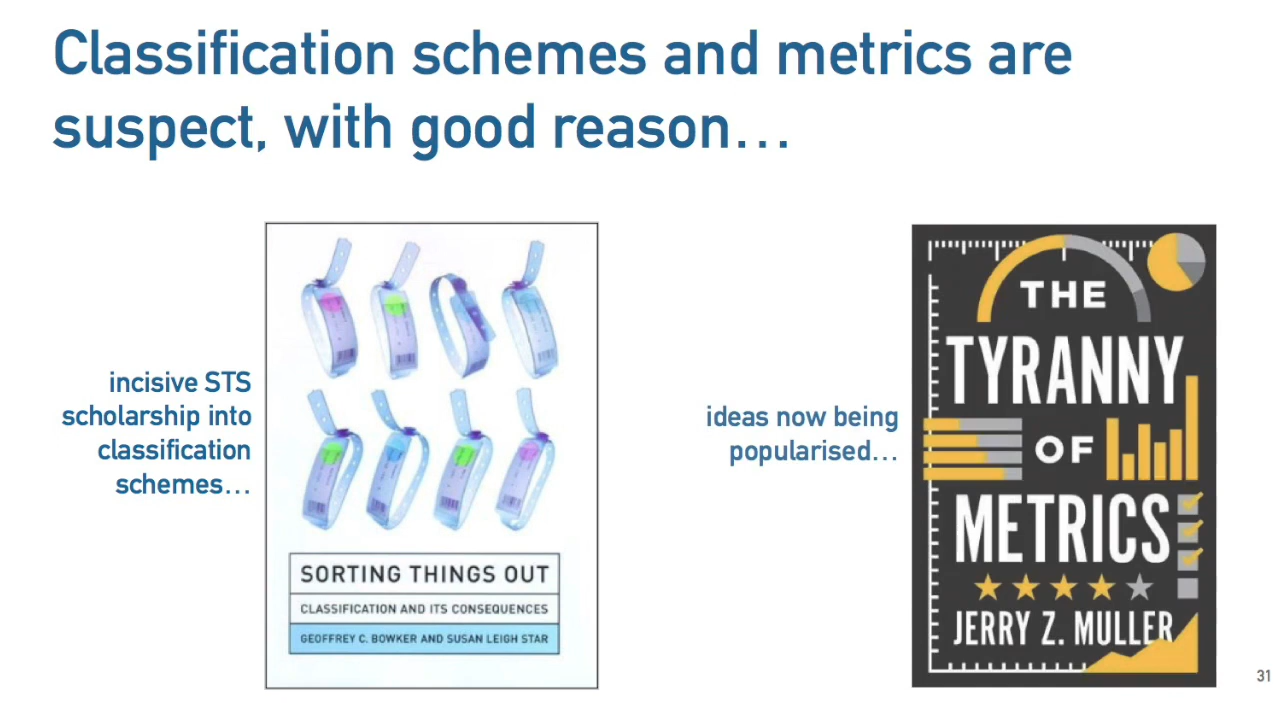 Classification schemes and metrics are
suspect, with good reason…
incisive STS
scholarship into
classification
schemes…
SORTING THINGS OUT
CLASSIFICATION AND ITS CONSEQUENCES
GEOFFREY C. BOWKER AND SUSAN LEIGH STAR
ideas now being
popularised…
THE
TYRANNY
OF
METRICS
JERRY Z. MULLER
31